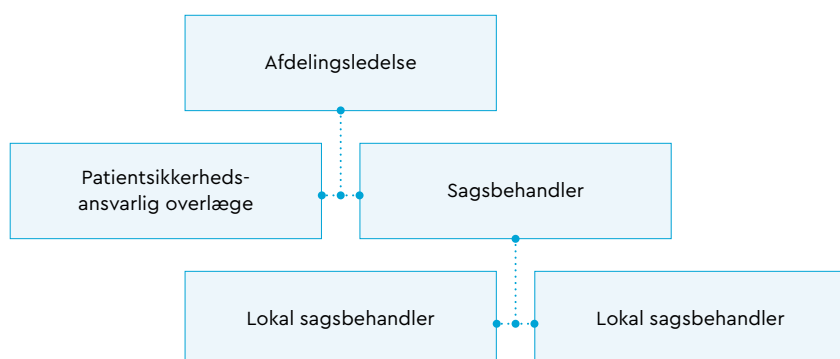 Afdelingsledelse
Patientsikkerheds-
ansvarlig overlæge
Sagsbehandler
Lokal sagsbehandler
Lokal sagsbehandler